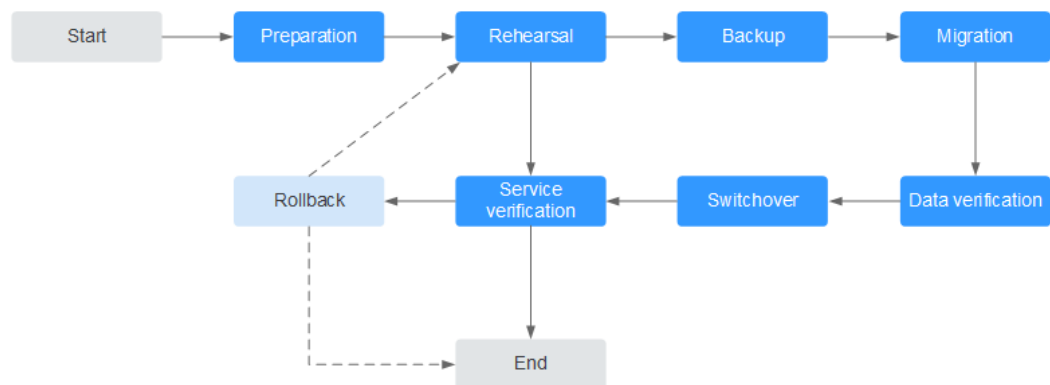 Start
Preparation
Rehearsal
Backup
Migration
Rollback
Service
verification
Switchover
Data verification
End